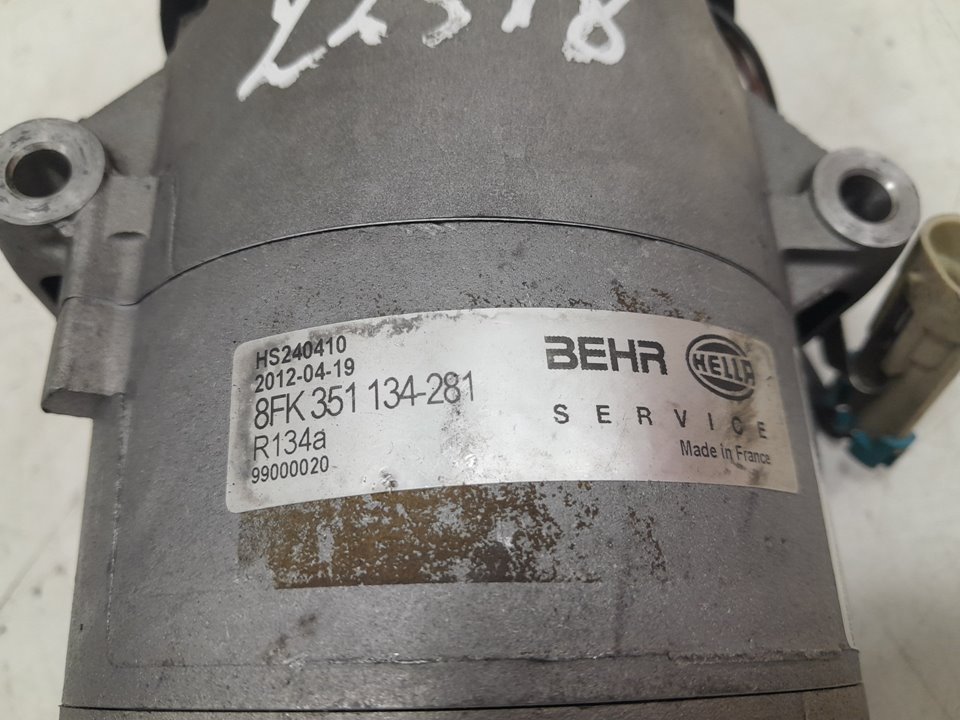 HS240410
2012-04-19
8FK 351 134-281
R134a
99000020
BEHR HELLA
SERVICE
Made in France